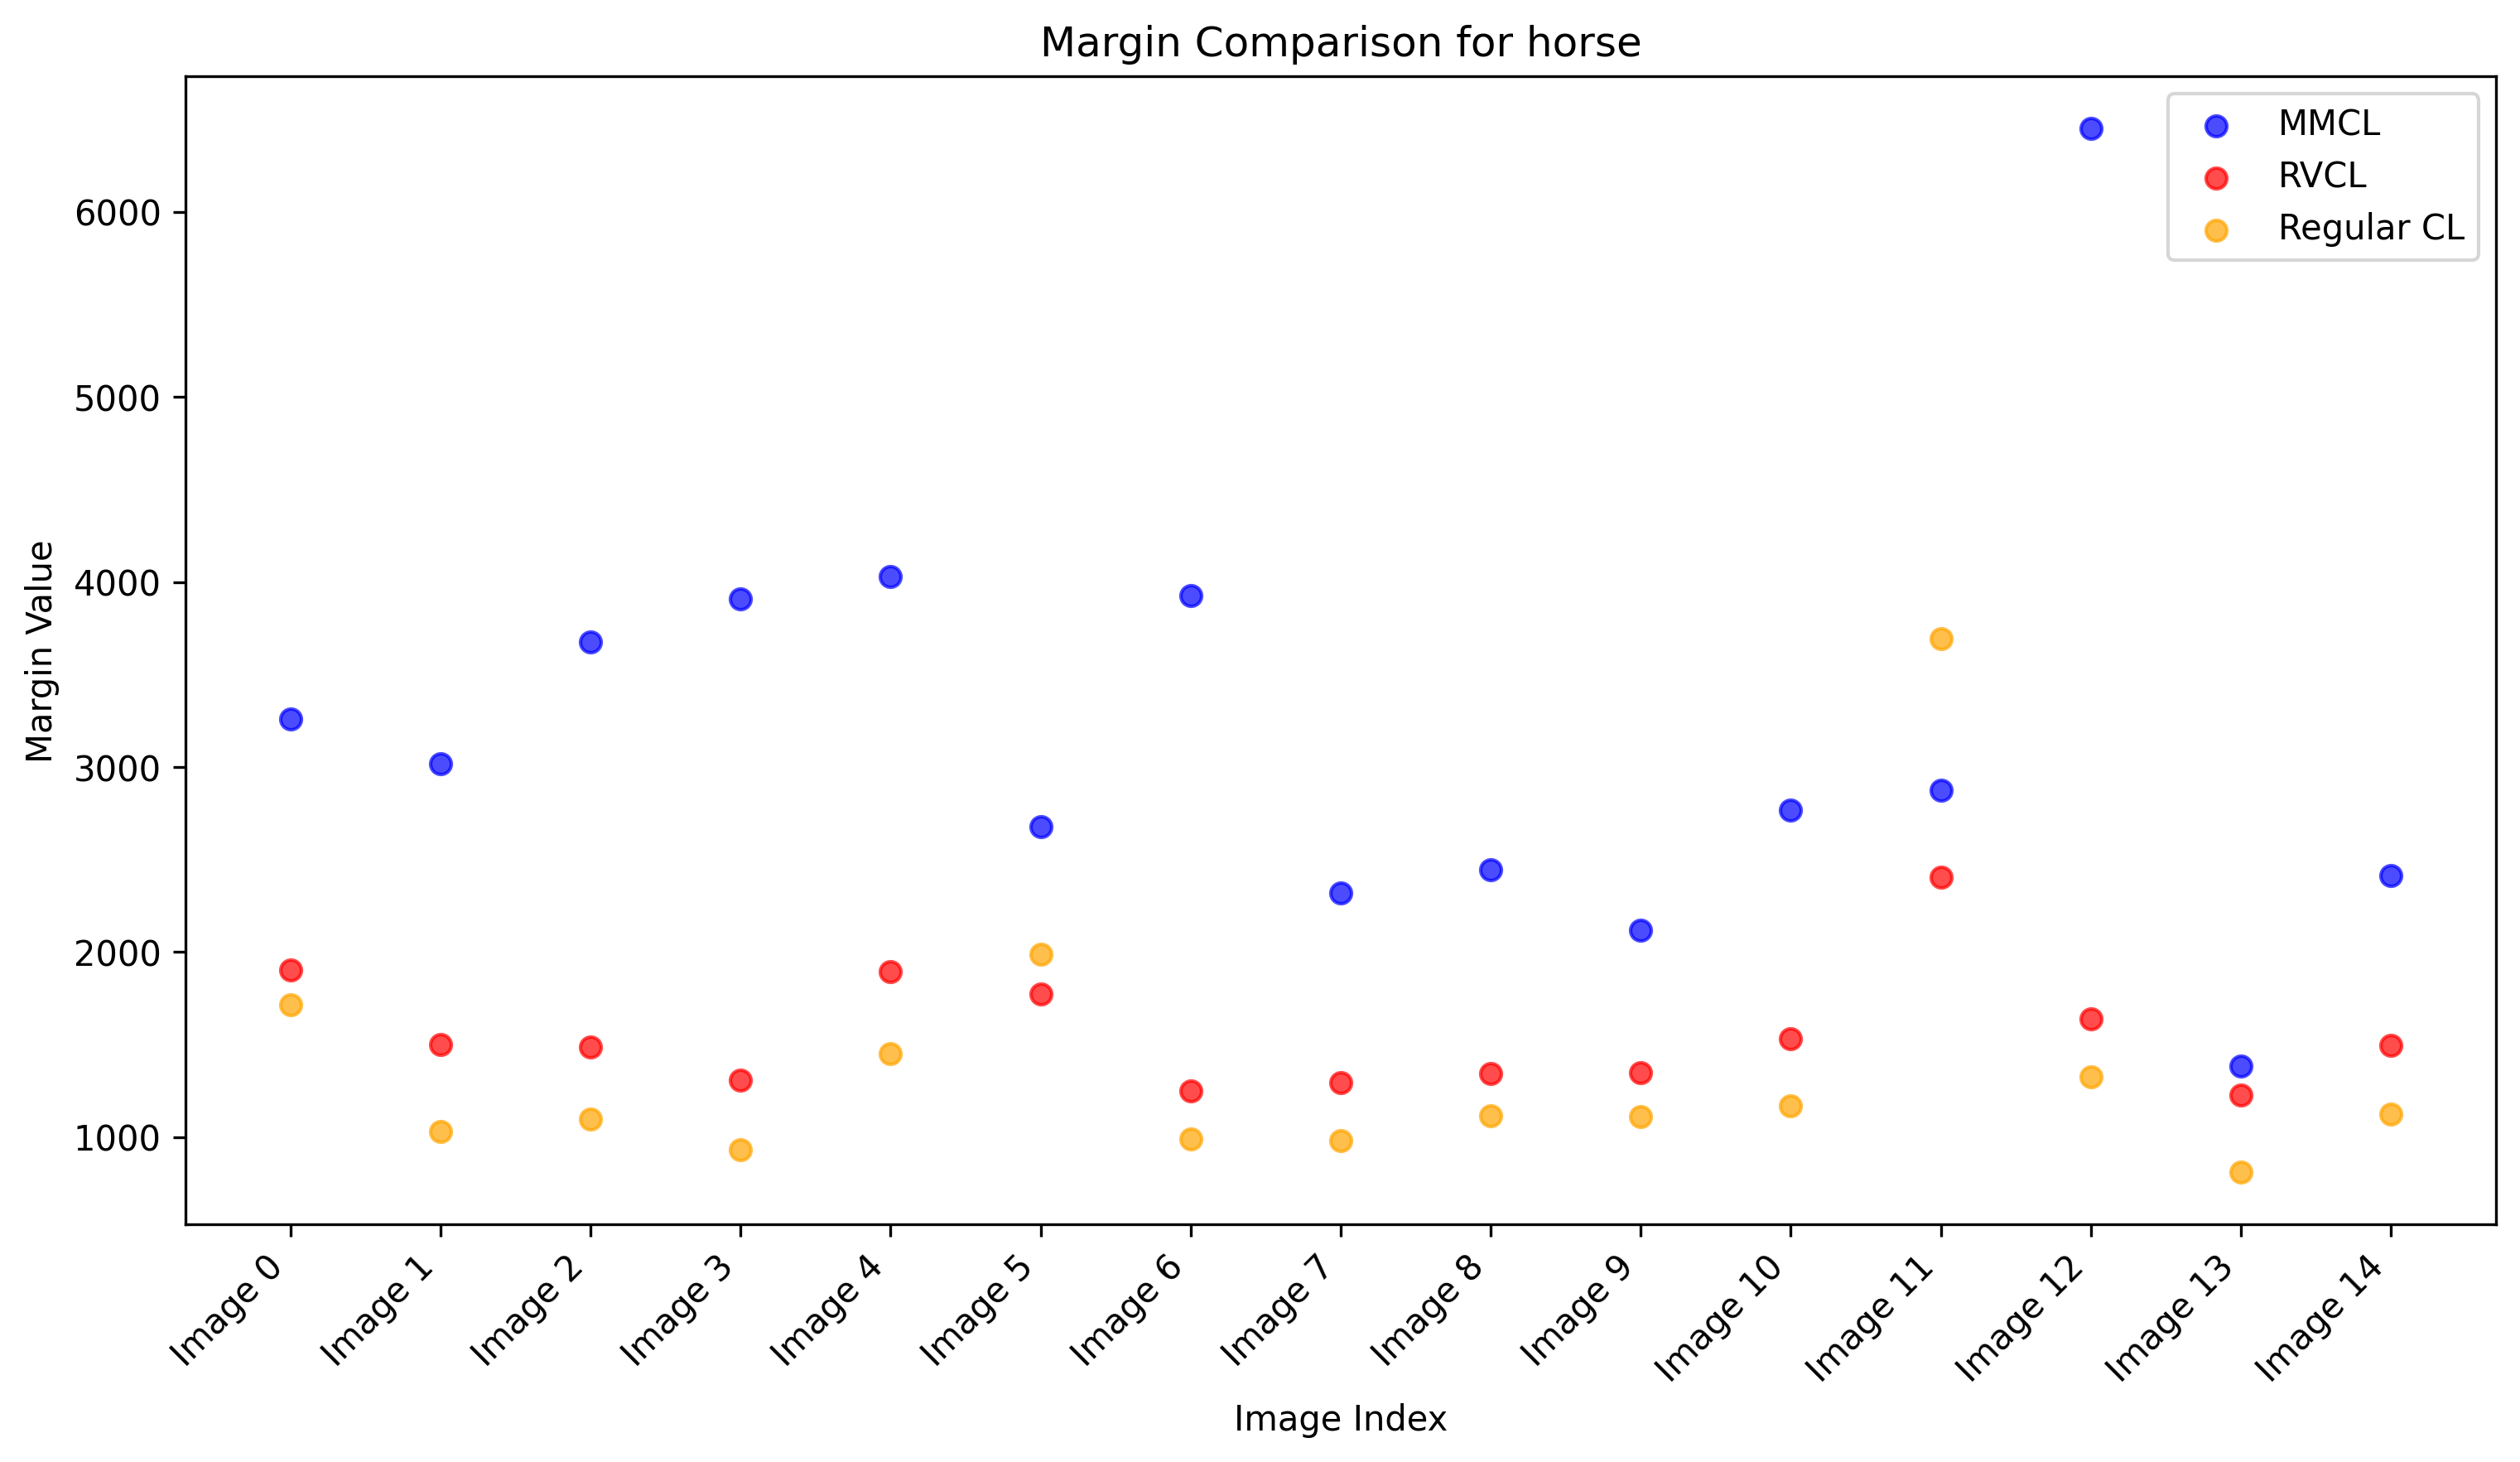 Margin Comparison for horse
MMCL
RVCL
Regular CL
Margin Value
6000
5000
4000
3000
2000
1000
Image 0
Image 1
Image 2
Image 3
Image 4
Image 5
Image 6
Image 7
Image 8
Image 9
Image 10
Image 11
Image 12
Image 13
Image 14
Image Index